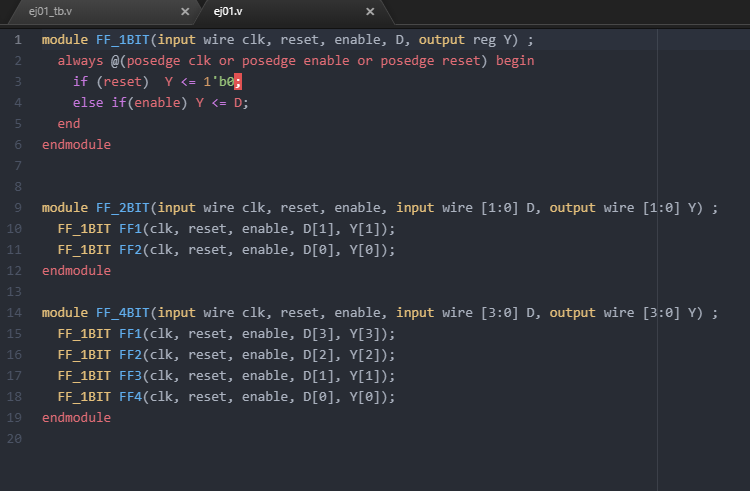 ej01_tb.v × ej01.v ×
1 module FF_1BIT(input wire clk, reset, enable, D, output reg Y) ;
2 always @(posedge clk or posedge enable or posedge reset) begin
3 if (reset)  Y <= 1'b0;
4 else if(enable) Y <= D;
5 end
6 endmodule
7
8
9 module FF_2BIT(input wire clk, reset, enable, input wire [1:0] D, output wire [1:0] Y) ;
10 FF_1BIT FF1(clk, reset, enable, D[1], Y[1]);
11 FF_1BIT FF2(clk, reset, enable, D[0], Y[0]);
12 endmodule
13
14 module FF_4BIT(input wire clk, reset, enable, input wire [3:0] D, output wire [3:0] Y) ;
15 FF_1BIT FF1(clk, reset, enable, D[3], Y[3]);
16 FF_1BIT FF2(clk, reset, enable, D[2], Y[2]);
17 FF_1BIT FF3(clk, reset, enable, D[1], Y[1]);
18 FF_1BIT FF4(clk, reset, enable, D[0], Y[0]);
19 endmodule
20